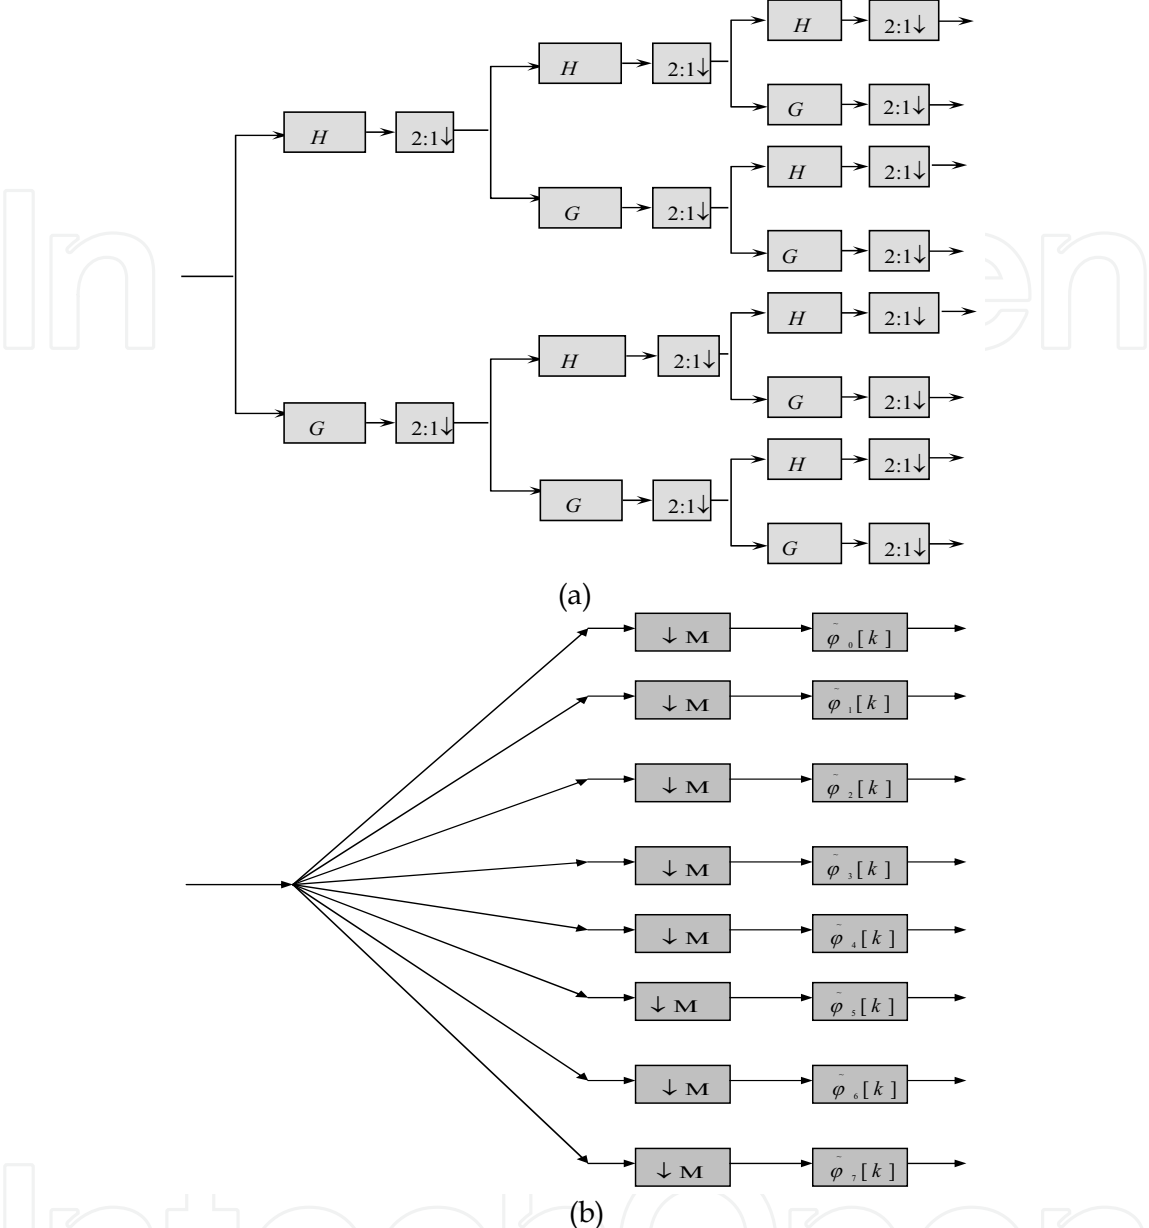 H 2:1↓
H 2:1↓
G 2:1↓
H 2:1↓
H 2:1↓
G 2:1↓
G 2:1↓
H 2:1↓
H 2:1↓
G 2:1↓
G 2:1↓
H 2:1↓
G 2:1↓
G 2:1↓
(a)
↓ M φ̃ 0 [ k ]
↓ M φ̃ 1 [ k ]
↓ M φ̃ 2 [ k ]
↓ M φ̃ 3 [ k ]
↓ M φ̃ 4 [ k ]
↓ M φ̃ 5 [ k ]
↓ M φ̃ 6 [ k ]
↓ M φ̃ 7 [ k ]
(b)